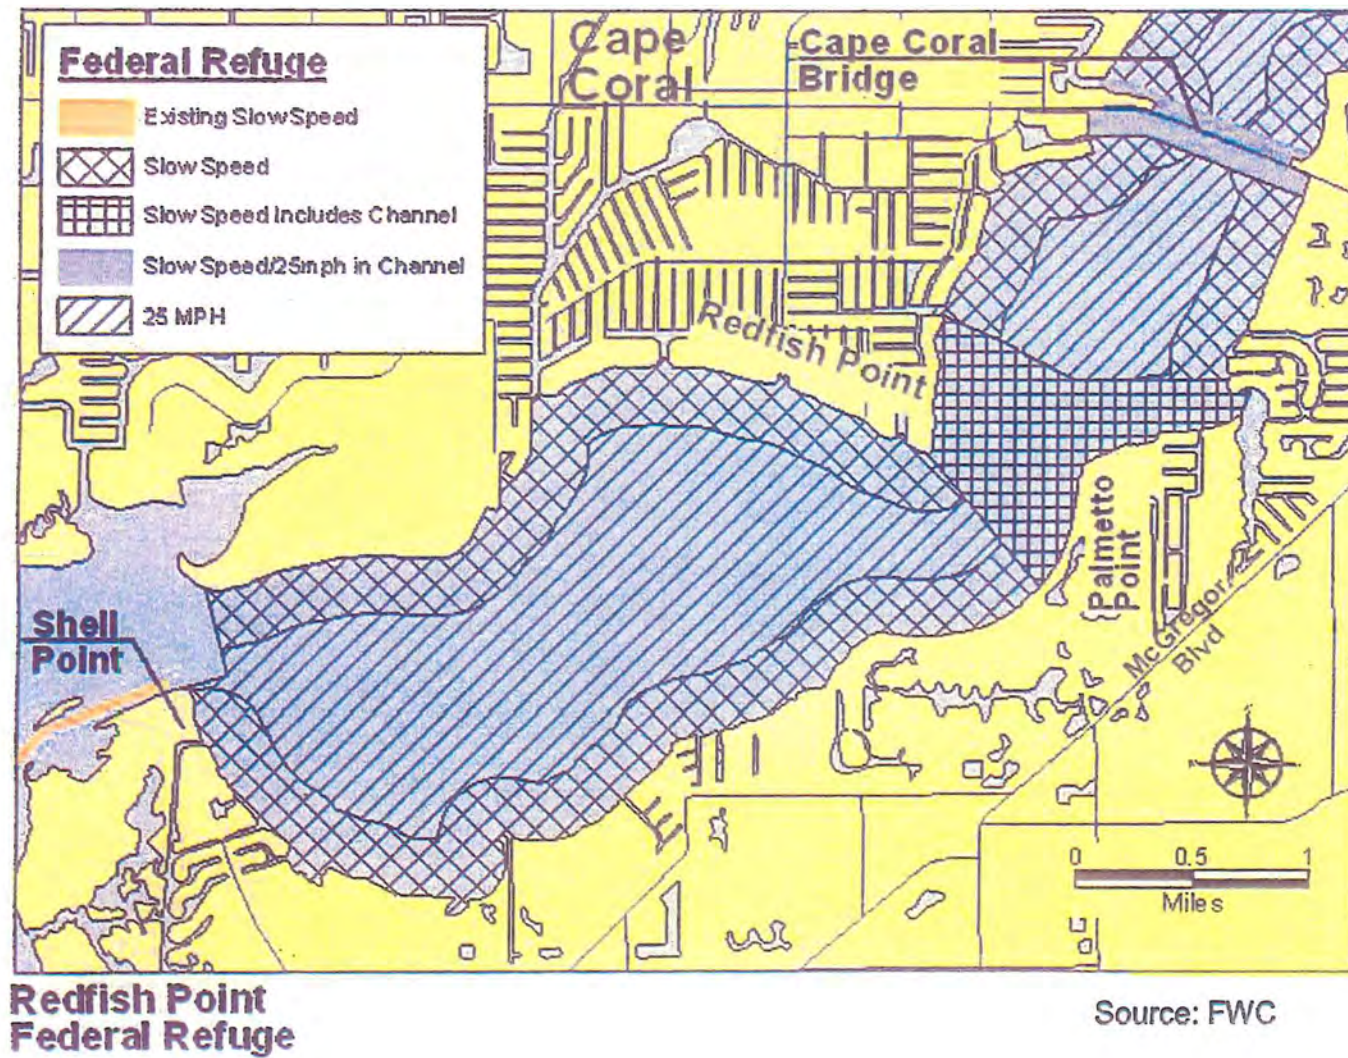 Federal Refuge
Existing Slow Speed
Slow Speed
Slow Speed Includes Channel
Slow Speed/25mph in Channel
25 MPH
Cape
Coral
Cape Coral
Bridge
Redfish Point
Shell
Point
Palmetto
Point
McGregor
Blvd
0 0.5 1
Miles
Redfish Point
Federal Refuge
Source: FWC